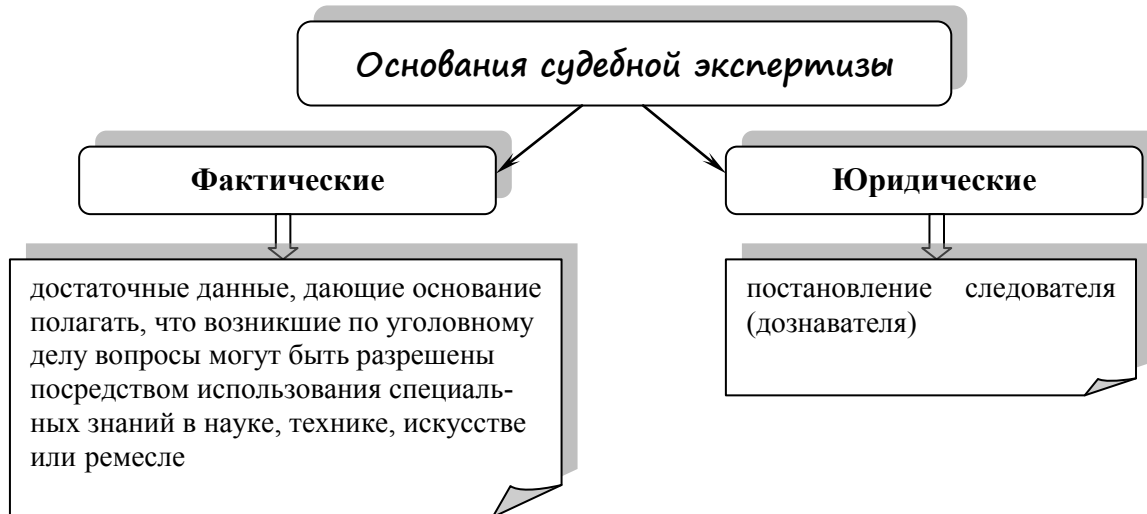 Основания судебной экспертизы
Фактические
Юридические
достаточные данные, дающие основание
полагать, что возникшие по уголовному
делу вопросы могут быть разрешены
посредством использования специаль-
ных знаний в науке, технике, искусстве
или ремесле
постановление следователя
(дознавателя)